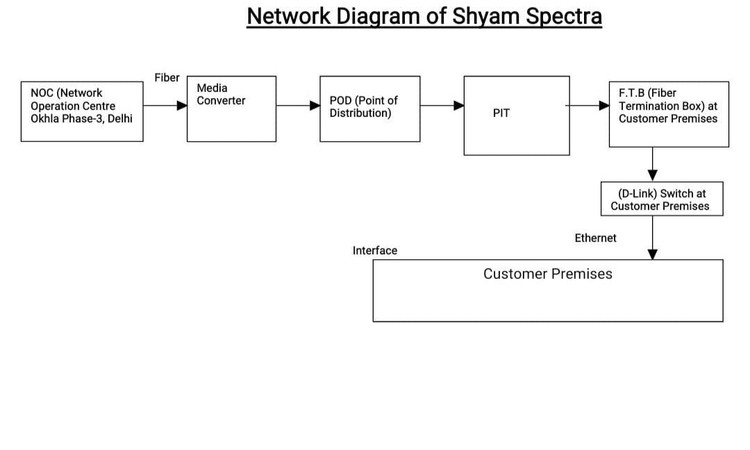 Network Diagram of Shyam Spectra
Fiber
NOC (Network
Operation Centre
Okhla Phase-3, Delhi
Media
Converter
POD (Point of
Distribution)
PIT
F.T.B (Fiber
Termination Box) at
Customer Premises
(D-Link) Switch at
Customer Premises
Ethernet
Interface
Customer Premises